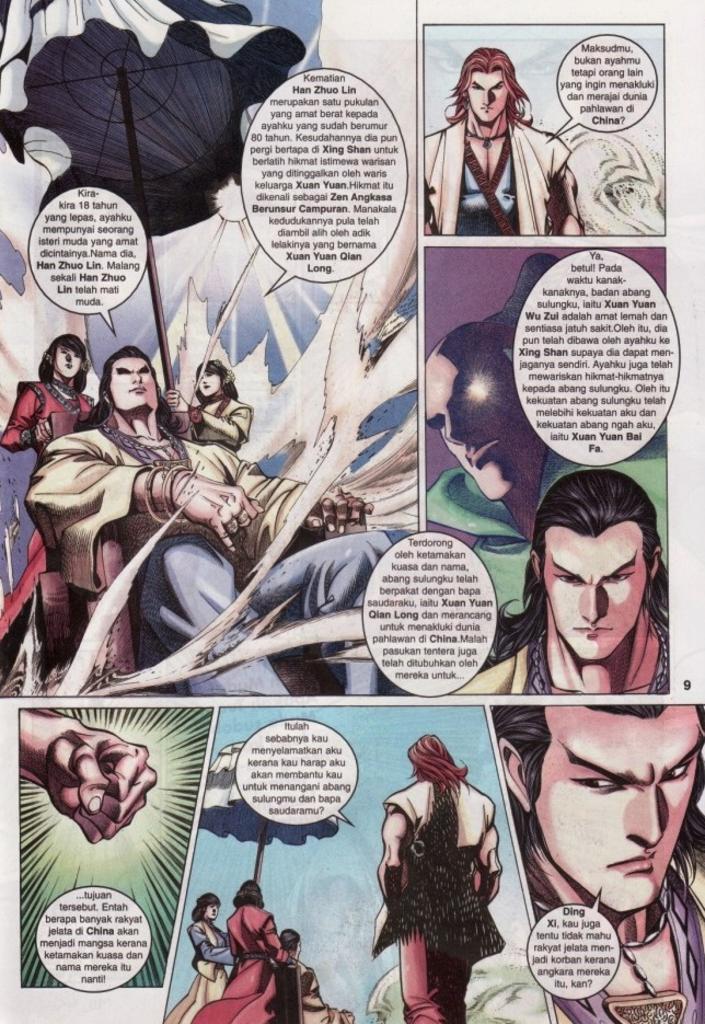 Kira-
kira 18 tahun
yang lepas, ayahku
mempunyai seorang
isteri muda yang amat
dicintainya.Nama dia,
Han Zhuo Lin. Malang
sekali Han Zhuo
Lin telah mati
muda.
Kematian
Han Zhuo Lin
merupakan satu pukulan
yang amat berat kepada
ayahku yang sudah berumur
80 tahun. Kesudahannya dia pun
pergi bertapa di Xing Shan untuk
berlatih hikmat istimewa warisan
yang ditinggalkan oleh waris
keluarga Xuan Yuan.Hikmat itu
dikenali sebagai Zen Angkasa
Berunsur Campuran. Manakala
kedudukannya pula telah
diambil alih oleh adik
lelakinya yang bernama
Xuan Yuan Qian
Long.
Maksudmu,
bukan ayahmu
tetapi orang lain
yang ingin menakluki
dan merajai dunia
pahlawan di
China?
Ya,
betul! Pada
waktu kanak-
kanaknya, badan abang
sulungku, iaitu Xuan Yuan
Wu Zui adalah amat lemah dan
sentiasa jatuh sakit.Oleh itu, dia
pun telah dibawa oleh ayahku ke
Xing Shan supaya dia dapat men-
jaganya sendiri. Ayahku juga telah
mewariskan hikmat-hikmatnya
kepada abang sulungku. Oleh itu
kekuatan abang sulungku telah
melebihi kekuatan aku dan
kekuatan abang keduaku,
iaitu Xuan Yuan Bai
Fa.
Terdorong
oleh ketamakan
kuasa dan nama,
abang sulungku telah
berpakat dengan bapa
saudaraku, iaitu Xuan Yuan
Qian Long dan merancang
untuk menakluki dunia
pahlawan di China.Malah
pasukan tentera juga
telah ditubuhkan oleh
mereka untuk...
9
...tujuan
tersebut. Entah
berapa banyak rakyat
jelata di China akan
menjadi mangsa kerana
ketamakan kuasa dan
nama mereka itu
nanti!
Itulah
sebabnya kau
menyelamatkan aku
kerana kau harap aku
akan membantu kau
untuk menangani abang
sulungmu dan bapa
saudaramu?
Ding
Xi, kau juga
tentu tidak mahu
rakyat jelata men-
jadi korban kerana
angkara mereka
itu, kan?